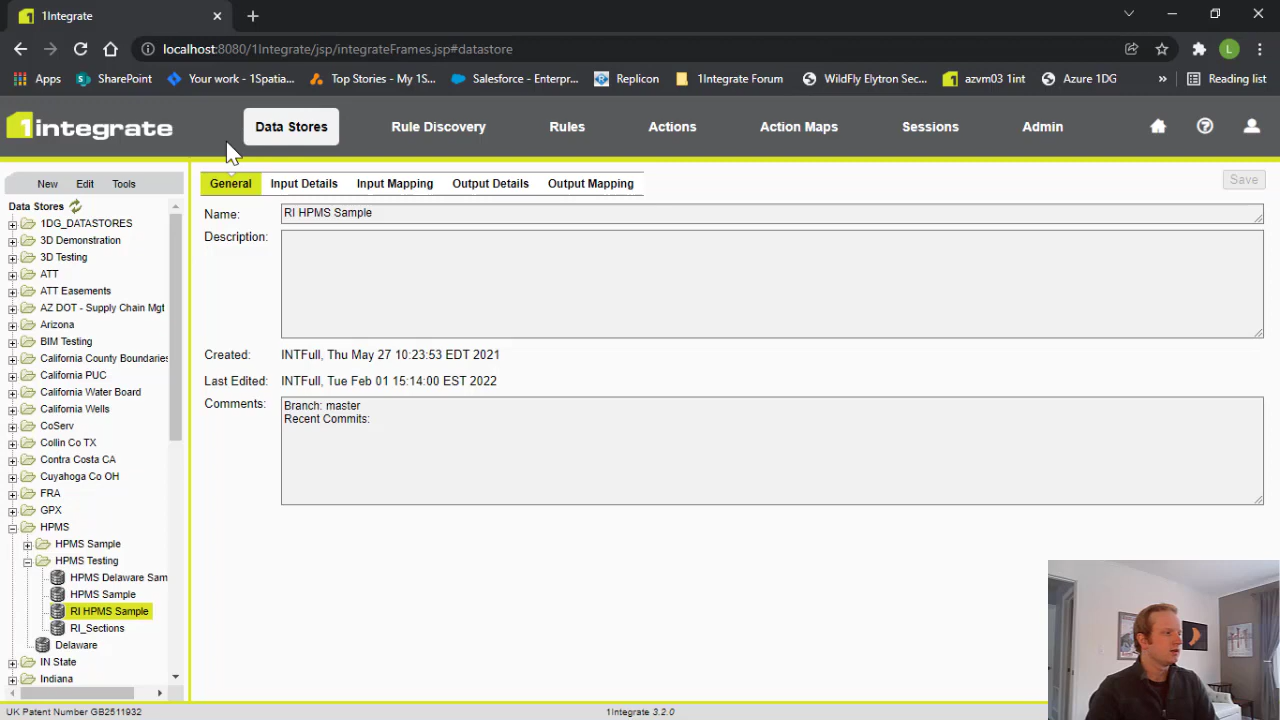 1Integrate
localhost:8080/1Integrate/jsp/integrateFrames.jsp#datastore
Apps SharePoint Your work - 1Spatia... Top Stories - My 1S... Salesforce - Enterpr... Replicon 1Integrate Forum WildFly Elytron Sec... azvm03 1int Azure 1DG » Reading list
1integrate Data Stores Rule Discovery Rules Actions Action Maps Sessions Admin
New Edit Tools
General Input Details Input Mapping Output Details Output Mapping Save
Data Stores
1DG_DATASTORES
3D Demonstration
3D Testing
ATT
ATT Easements
AZ DOT - Supply Chain Mgt
Arizona
BIM Testing
California County Boundaries
California PUC
California Water Board
California Wells
CoServ
Collin Co TX
Contra Costa CA
Cuyahoga Co OH
FRA
GPX
HPMS
HPMS Sample
HPMS Testing
HPMS Delaware Sam
HPMS Sample
RI HPMS Sample
RI_Sections
Delaware
IN State
Indiana
Name: RI HPMS Sample
Description:
Created: INTFull, Thu May 27 10:23:53 EDT 2021
Last Edited: INTFull, Tue Feb 01 15:14:00 EST 2022
Comments: Branch: master
Recent Commits:
UK Patent Number GB2511932 1Integrate 3.2.0